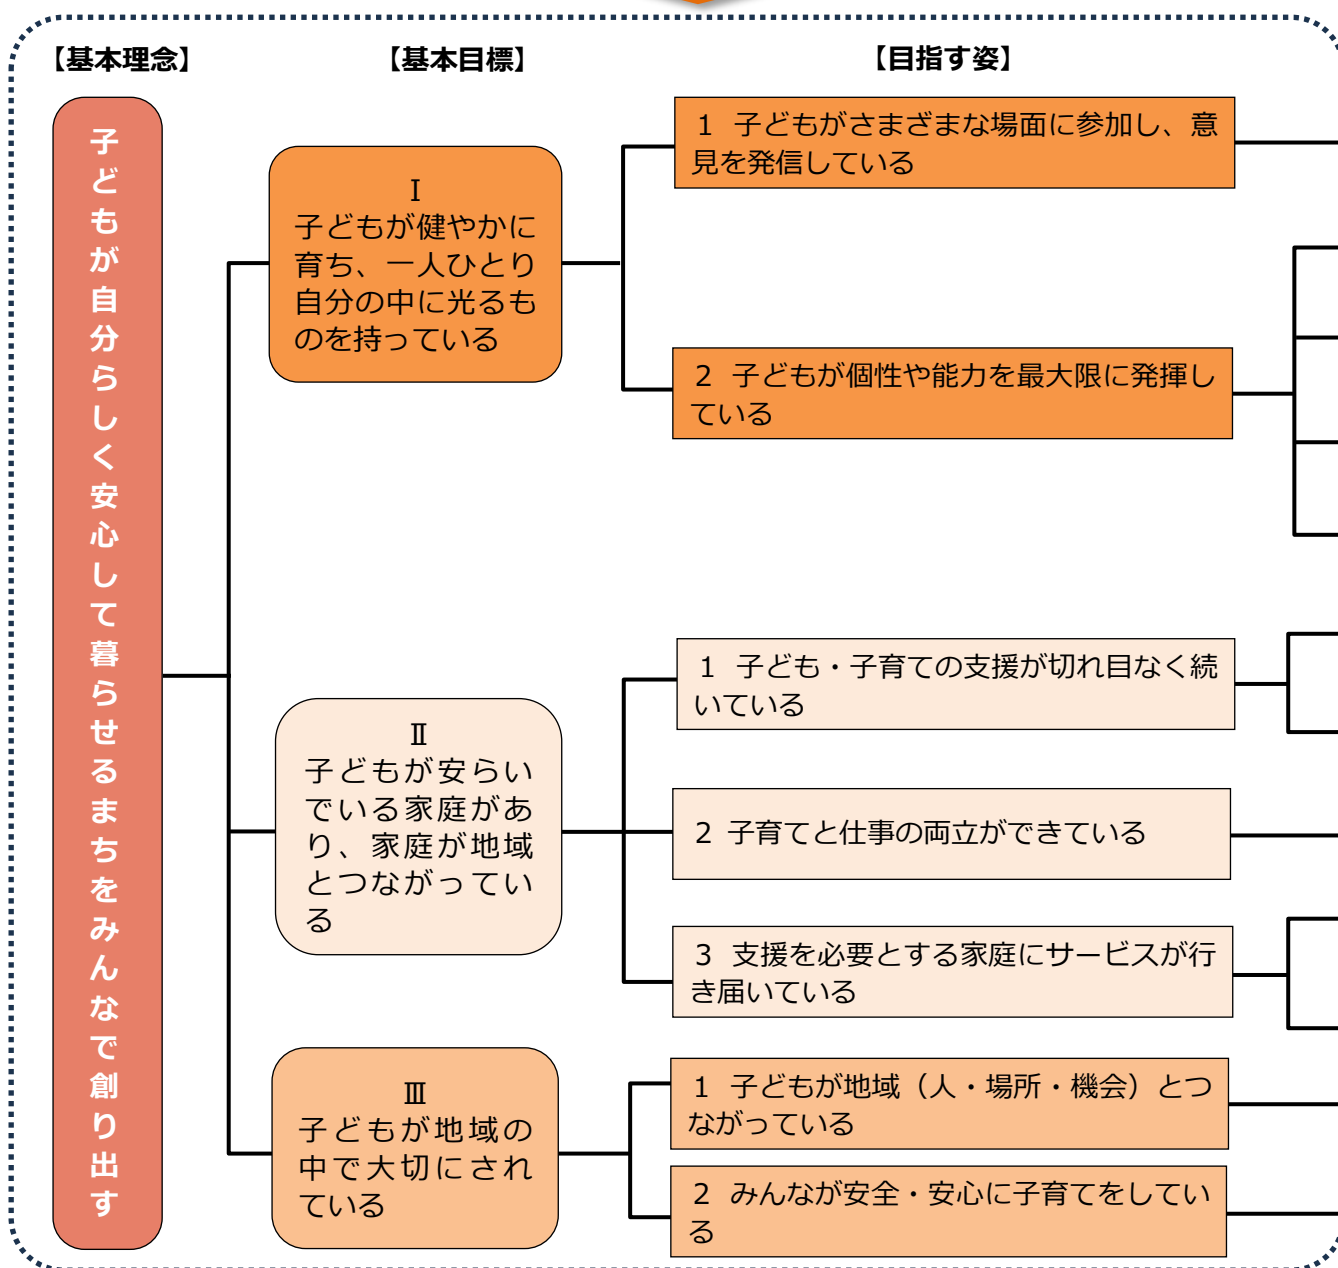 【基本理念】
【基本目標】
【目指す姿】
子どもが自分らしく安心して暮らせるまちをみんなで創り出す
Ⅰ
子どもが健やかに
育ち、一人ひとり
自分の中に光るも
のを持っている
1 子どもがさまざまな場面に参加し、意
見を発信している
2 子どもが個性や能力を最大限に発揮し
ている
Ⅱ
子どもが安らい
でいる家庭があ
り、家庭が地域
とつながってい
る
1 子ども・子育ての支援が切れ目なく続
いている
2 子育てと仕事の両立ができている
3 支援を必要とする家庭にサービスが行
き届いている
Ⅲ
子どもが地域の
中で大切にされ
ている
1 子どもが地域（人・場所・機会）とつ
ながっている
2 みんなが安全・安心に子育てをしてい
る